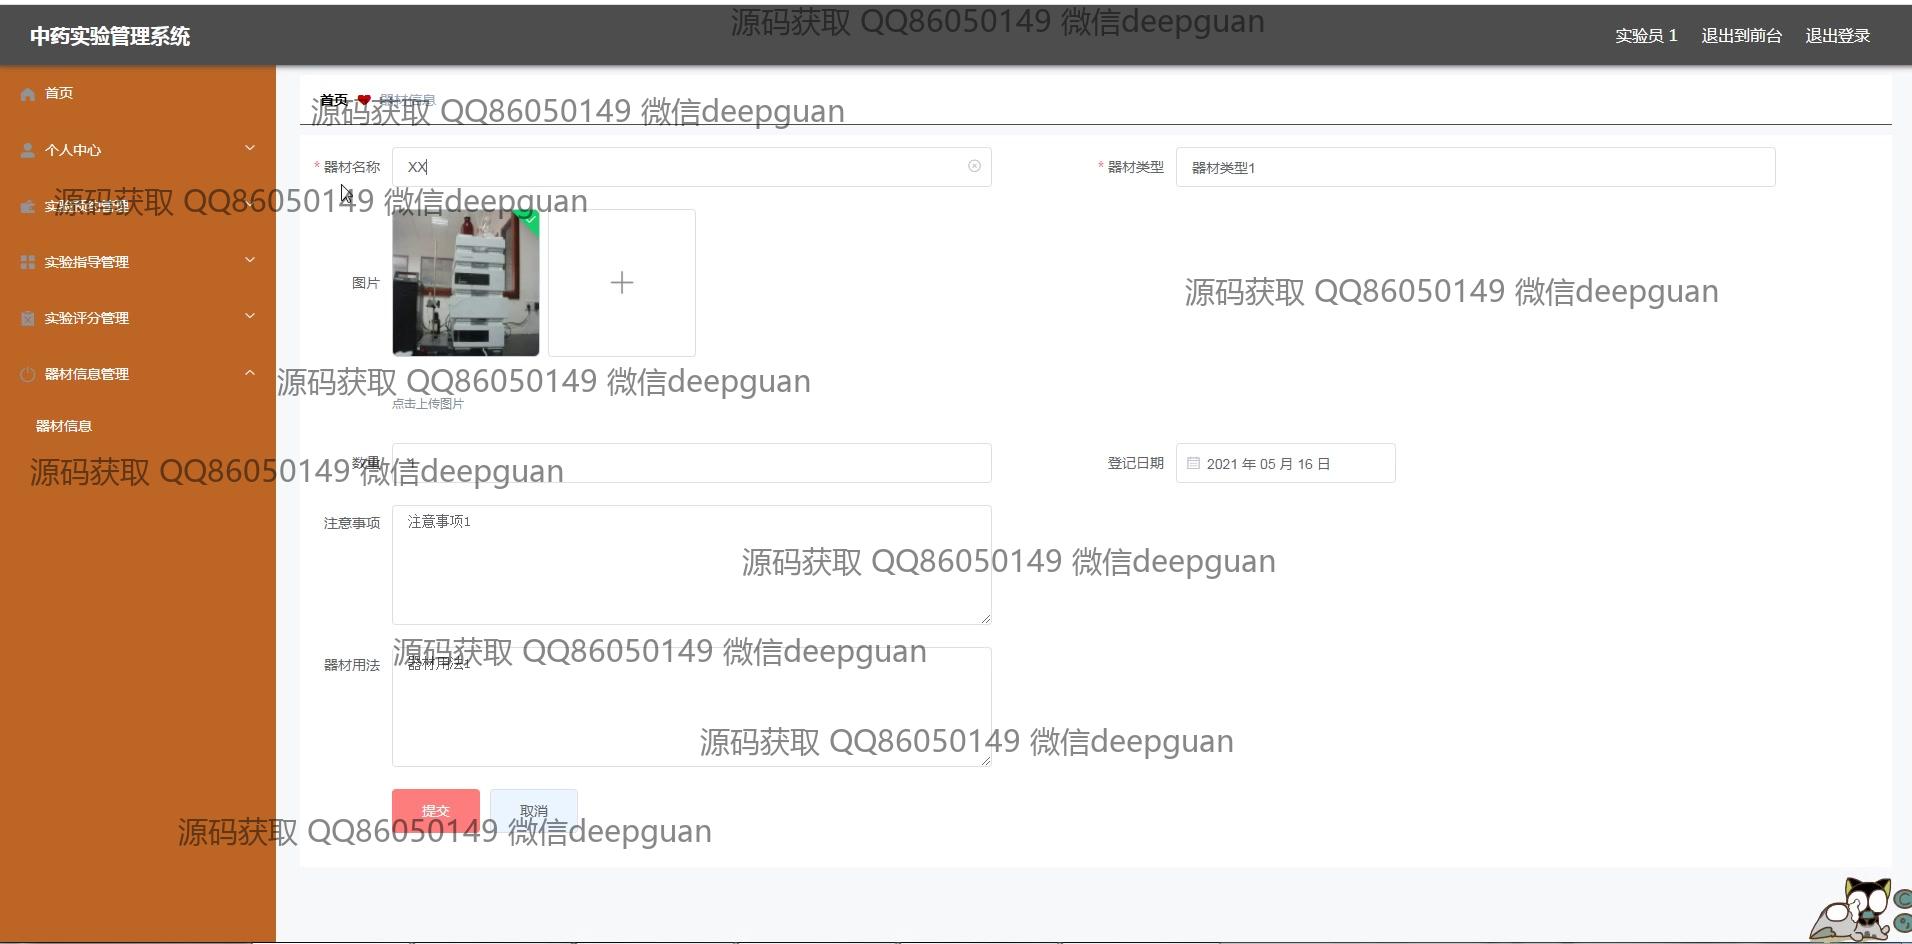 源码获取 QQ86050149 微信deepguan
中药实验管理系统
实验员 1 退出到前台 退出登录
首页
首页 器材信息
源码获取 QQ86050149 微信deepguan
个人中心
* 器材名称 XX
* 器材类型 器材类型1
实验预约管理
源码获取 QQ86050149 微信deepguan
实验指导管理
图片
源码获取 QQ86050149 微信deepguan
实验评分管理
器材信息管理
源码获取 QQ86050149 微信deepguan
点击上传图片
器材信息
数量 1
登记日期 2021 年 05 月 16 日
源码获取 QQ86050149 微信deepguan
注意事项 注意事项1
源码获取 QQ86050149 微信deepguan
源码获取 QQ86050149 微信deepguan
器材用法 器材用法1
源码获取 QQ86050149 微信deepguan
提交 取消
源码获取 QQ86050149 微信deepguan